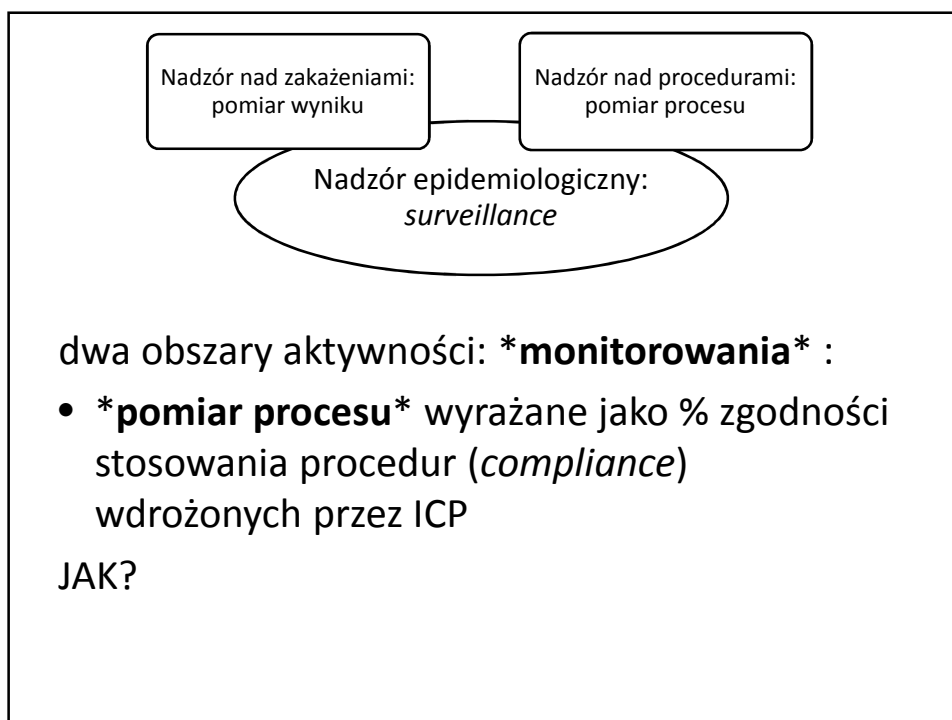 Nadzór nad zakażeniami:
pomiar wyniku
Nadzór nad procedurami:
pomiar procesu
Nadzór epidemiologiczny:
surveillance
dwa obszary aktywności: *monitorowania* :
• *pomiar procesu* wyrażane jako % zgodności
stosowania procedur (compliance)
wdrożonych przez ICP
JAK?